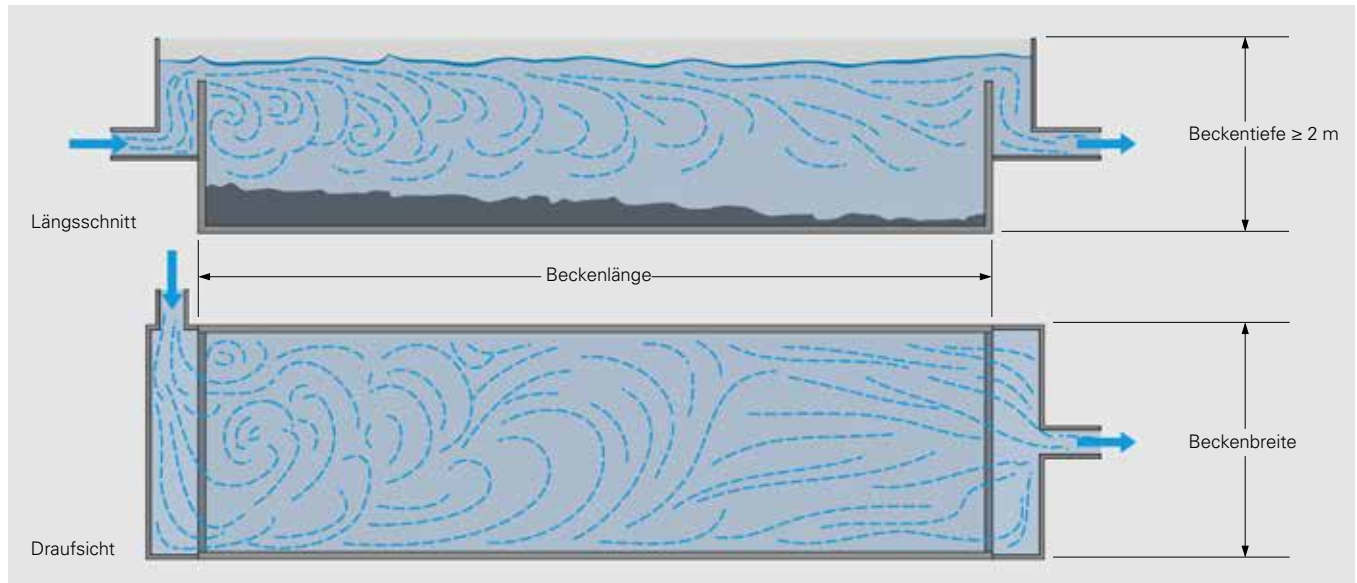 Beckentiefe ≥ 2 m
Längsschnitt
Beckenlänge
Beckenbreite
Draufsicht